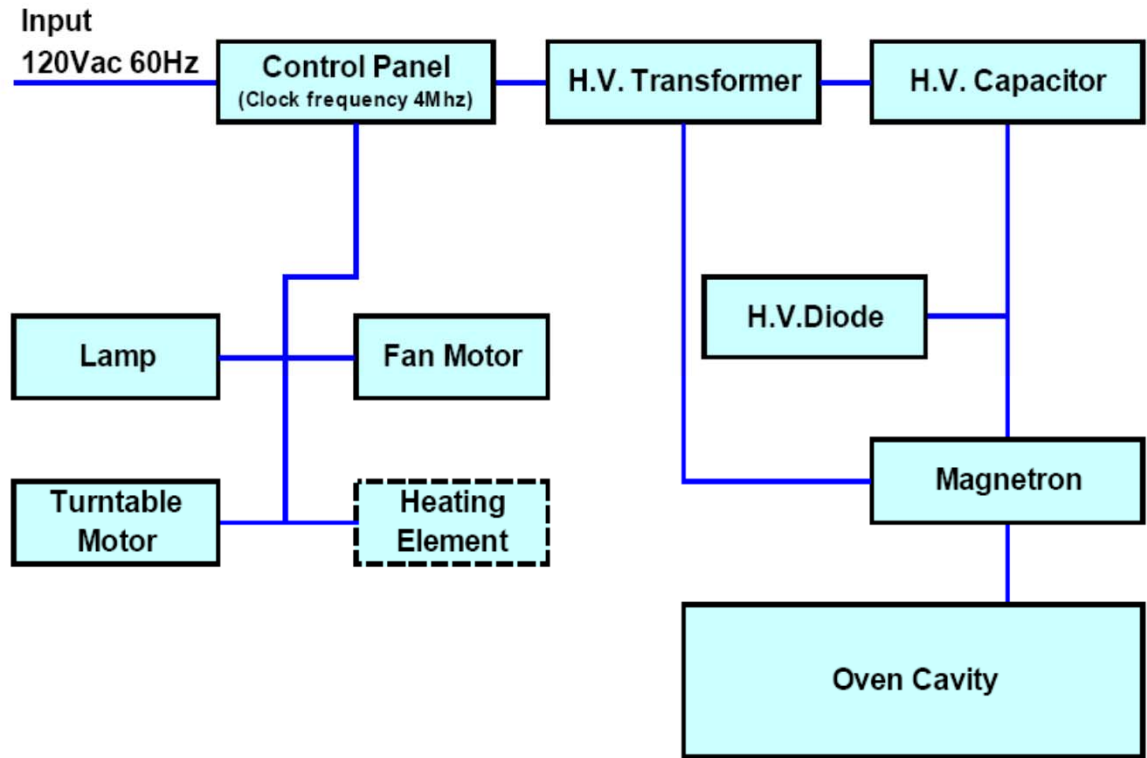 Input
120Vac 60Hz
Control Panel
(Clock frequency 4Mhz)
H.V. Transformer
H.V. Capacitor
H.V.Diode
Lamp
Fan Motor
Turntable
Motor
Heating
Element
Magnetron
Oven Cavity